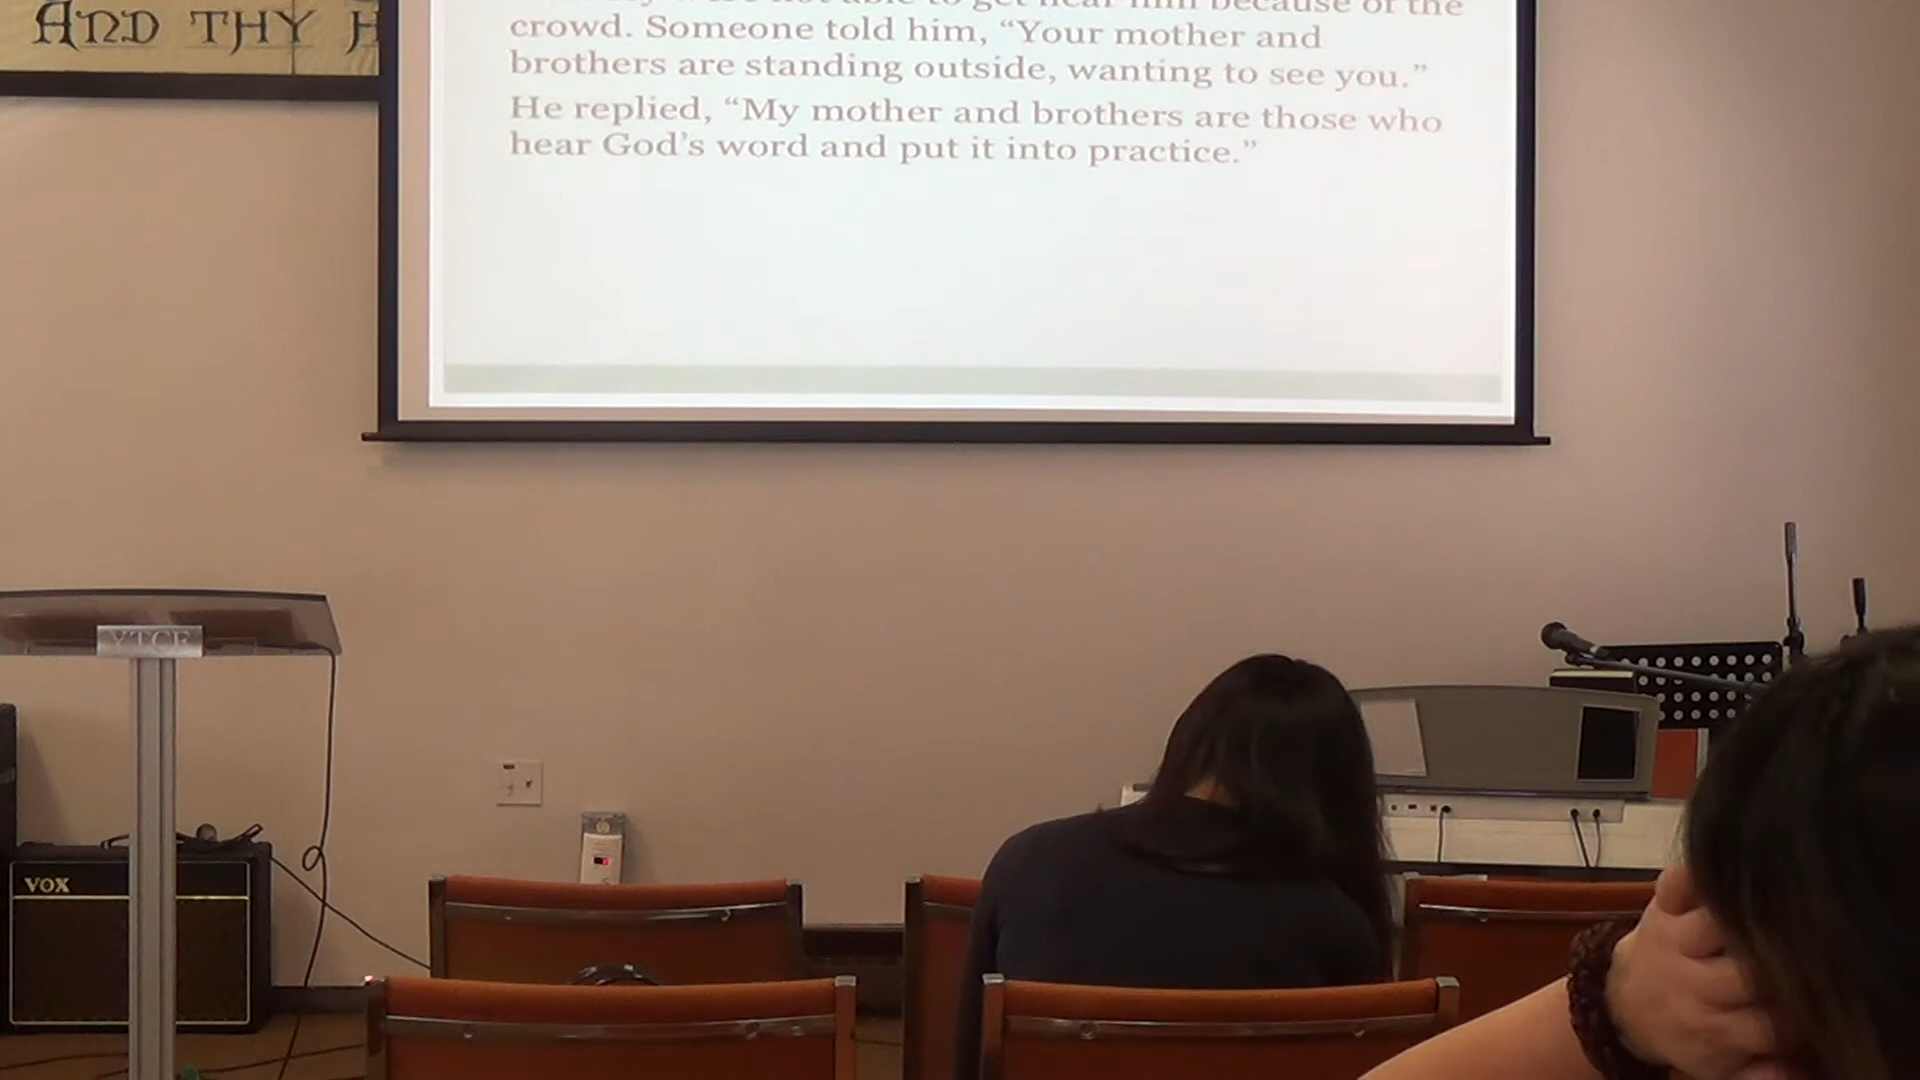 AND THY H
crowd. Someone told him, “Your mother and
brothers are standing outside, wanting to see you.”
He replied, “My mother and brothers are those who
hear God’s word and put it into practice.”
YTCF
VOX